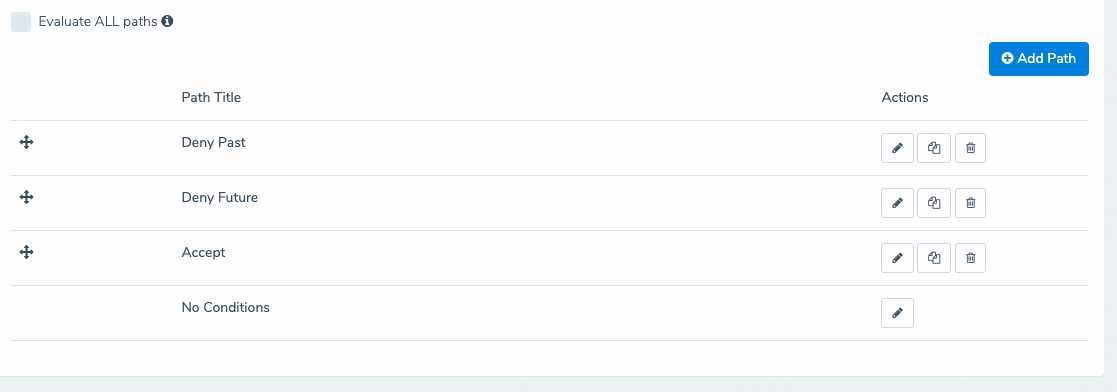 Evaluate ALL paths
Add Path
Path Title Actions
Deny Past
Deny Future
Accept
No Conditions